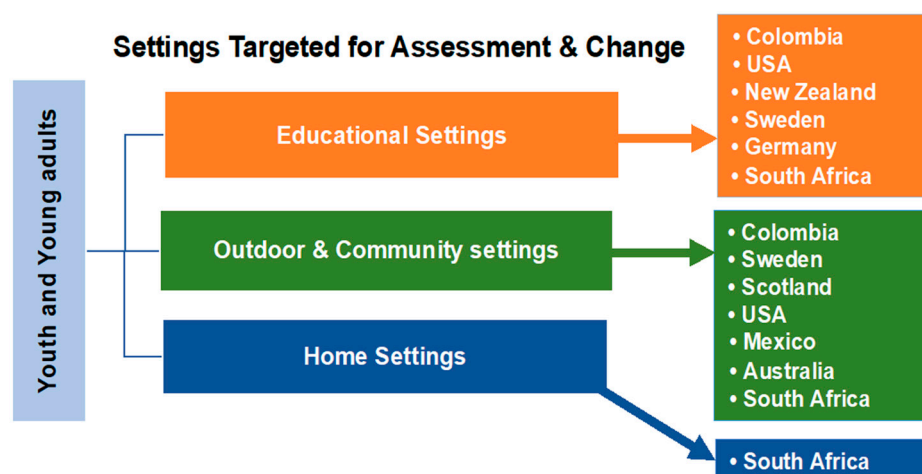 Settings Targeted for Assessment & Change
Youth and Young adults
Educational Settings
• Colombia
• USA
• New Zealand
• Sweden
• Germany
• South Africa
Outdoor & Community settings
• Colombia
• Sweden
• Scotland
• USA
• Mexico
• Australia
• South Africa
Home Settings
• South Africa